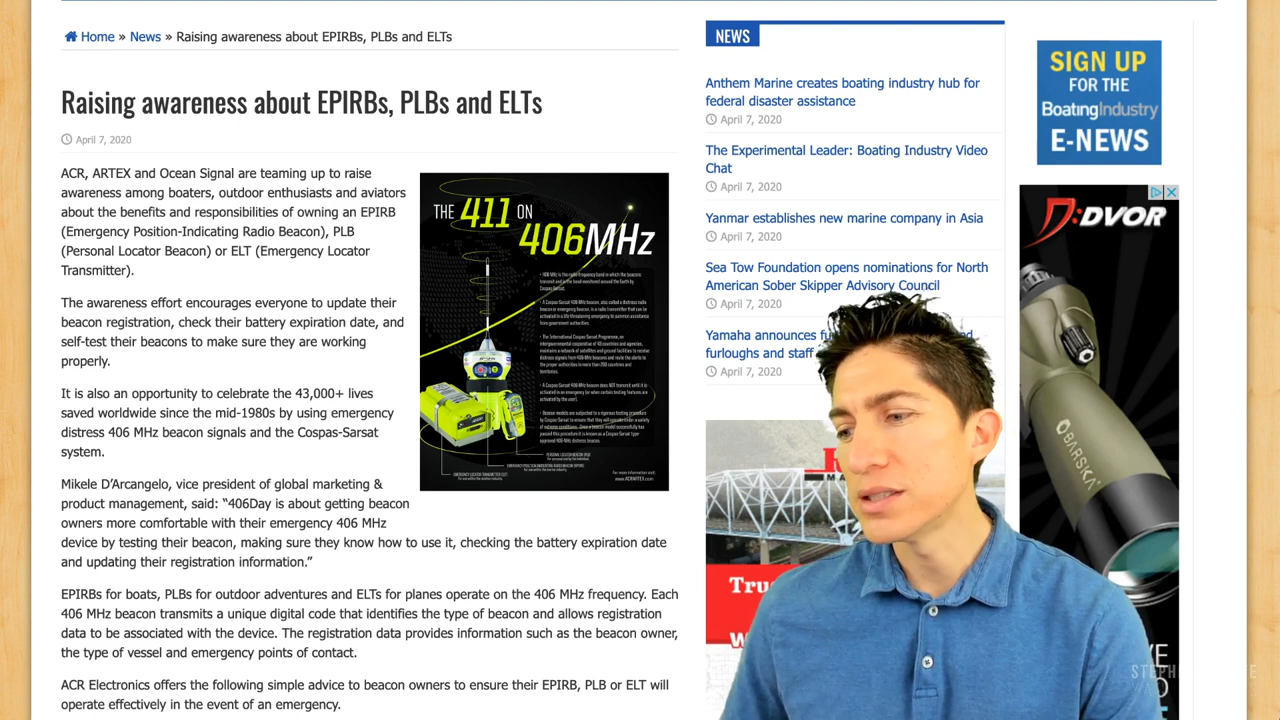 Home » News » Raising awareness about EPIRBs, PLBs and ELTs
Raising awareness about EPIRBs, PLBs and ELTs
April 7, 2020
ACR, ARTEX and Ocean Signal are teaming up to raise
awareness among boaters, outdoor enthusiasts and aviators
about the benefits and responsibilities of owning an EPIRB
(Emergency Position-Indicating Radio Beacon), PLB
(Personal Locator Beacon) or ELT (Emergency Locator
Transmitter).
The awareness effort encourages everyone to update their
beacon registration, check their battery expiration date, and
self-test their beacons to make sure they are working
properly.
It is also an opportunity to celebrate the 43,000+ lives
saved worldwide since the mid-1980s by using emergency
distress 406 MHz beacon signals and the Cospas-Sarsat
system.
Mikele D’Arcangelo, vice president of global marketing &
product management, said: “406Day is about getting beacon
owners more comfortable with their emergency 406 MHz
device by testing their beacon, making sure they know how to use it, checking the battery expiration date
and updating their registration information.”
EPIRBs for boats, PLBs for outdoor adventures and ELTs for planes operate on the 406 MHz frequency. Each
406 MHz beacon transmits a unique digital code that identifies the type of beacon and allows registration
data to be associated with the device. The registration data provides information such as the beacon owner,
the type of vessel and emergency points of contact.
ACR Electronics offers the following simple advice to beacon owners to ensure their EPIRB, PLB or ELT will
operate effectively in the event of an emergency.
THE 411 ON
406MHz
NEWS
Anthem Marine creates boating industry hub for
federal disaster assistance
April 7, 2020
The Experimental Leader: Boating Industry Video
Chat
April 7, 2020
Yanmar establishes new marine company in Asia
April 7, 2020
Sea Tow Foundation opens nominations for North
American Sober Skipper Advisory Council
April 7, 2020
Yamaha announces
furloughs and staff
April 7, 2020
SIGN UP
FOR THE
BoatingIndustry
E-NEWS
DVOR
BARSKA